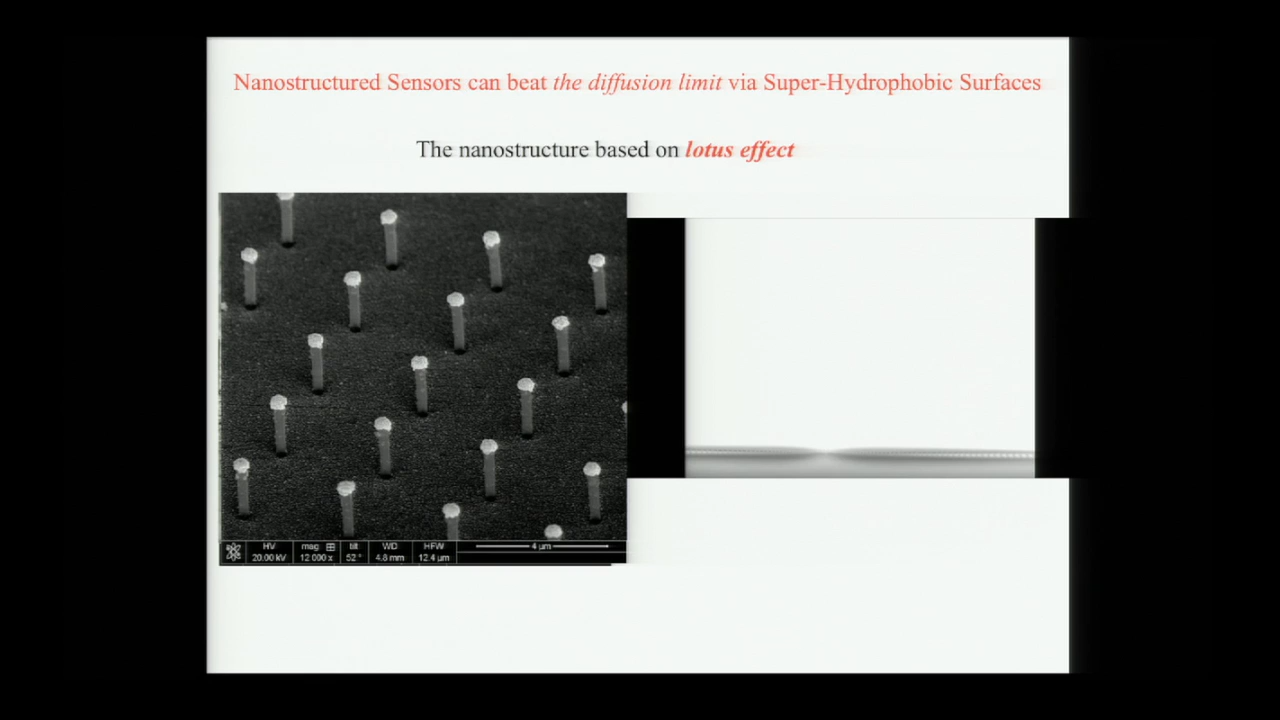 Nanostructured Sensors can beat the diffusion limit via Super-Hydrophobic Surfaces
The nanostructure based on lotus effect
HV mag tilt WD HFW 4 µm
20.00 kV 12 000 x 52 ° 4.8 mm 12.4 µm